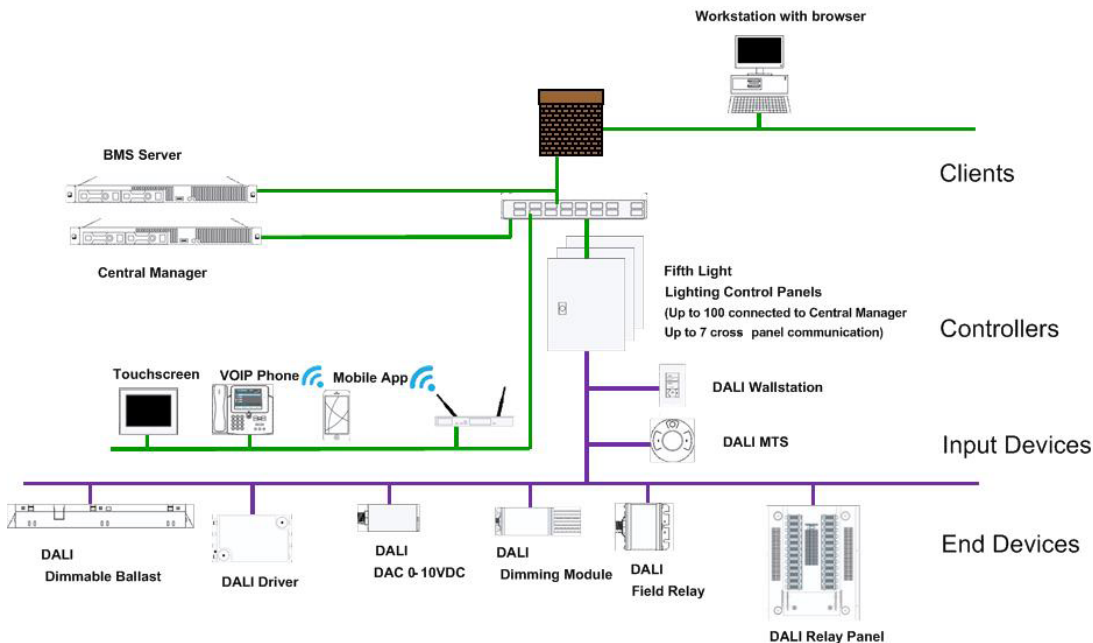 Workstation with browser
BMS Server
Clients
Central Manager
Fifth Light
Lighting Control Panels
(Up to 100 connected to Central Manager
Up to 7 cross panel communication)
Controllers
Touchscreen
VOIP Phone
Mobile App
DALI Wallstation
DALI MTS
Input Devices
DALI
Dimmable Ballast
DALI Driver
DALI
DAC 0-10VDC
DALI
Dimming Module
DALI
Field Relay
End Devices
DALI Relay Panel